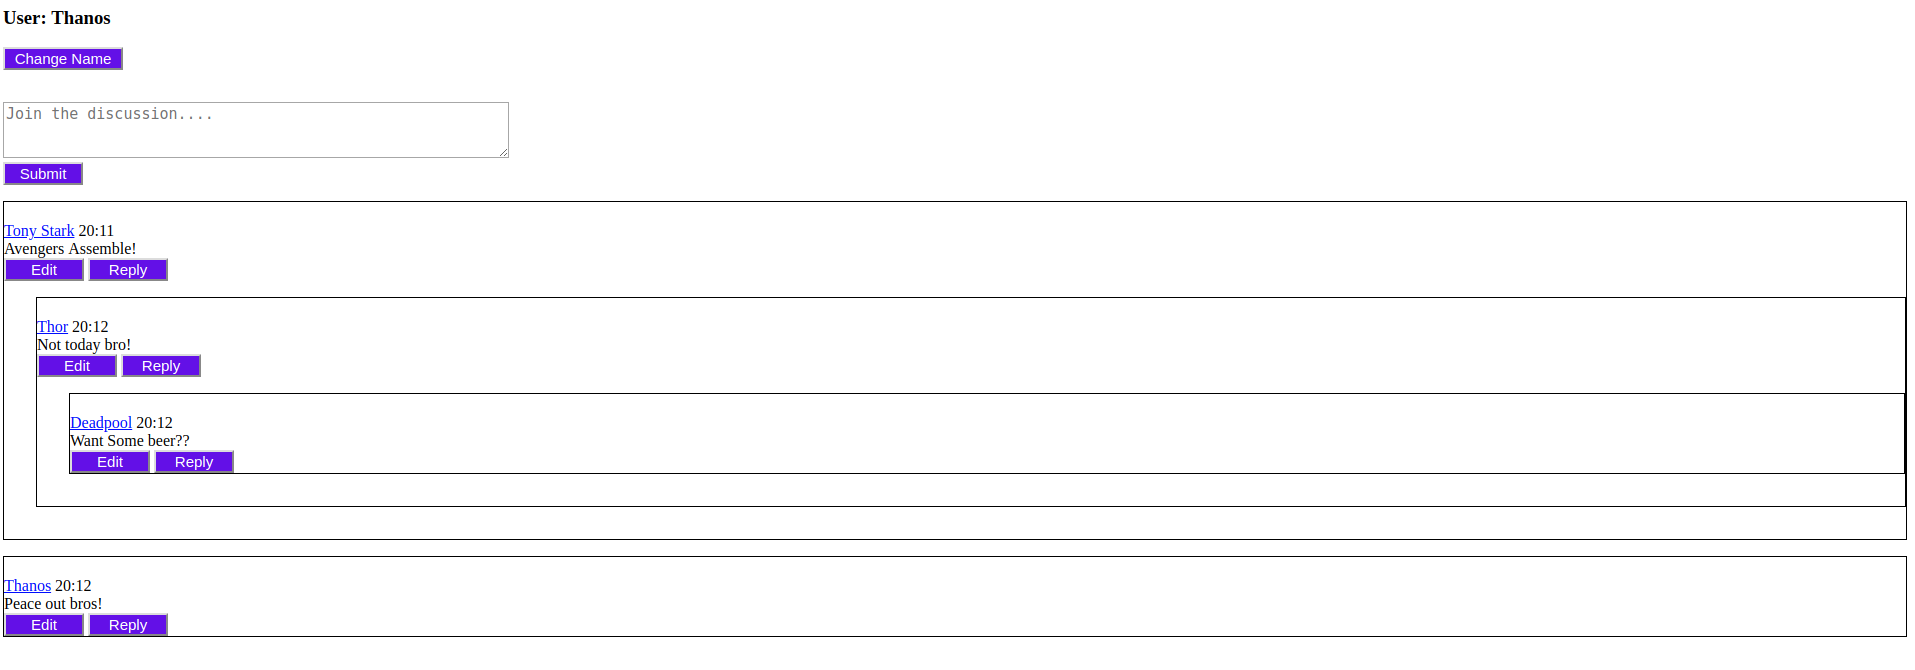 User: Thanos
Change Name
Join the discussion....
Submit
Tony Stark 20:11
Avengers Assemble!
Edit Reply
Thor 20:12
Not today bro!
Edit Reply
Deadpool 20:12
Want Some beer??
Edit Reply
Thanos 20:12
Peace out bros!
Edit Reply